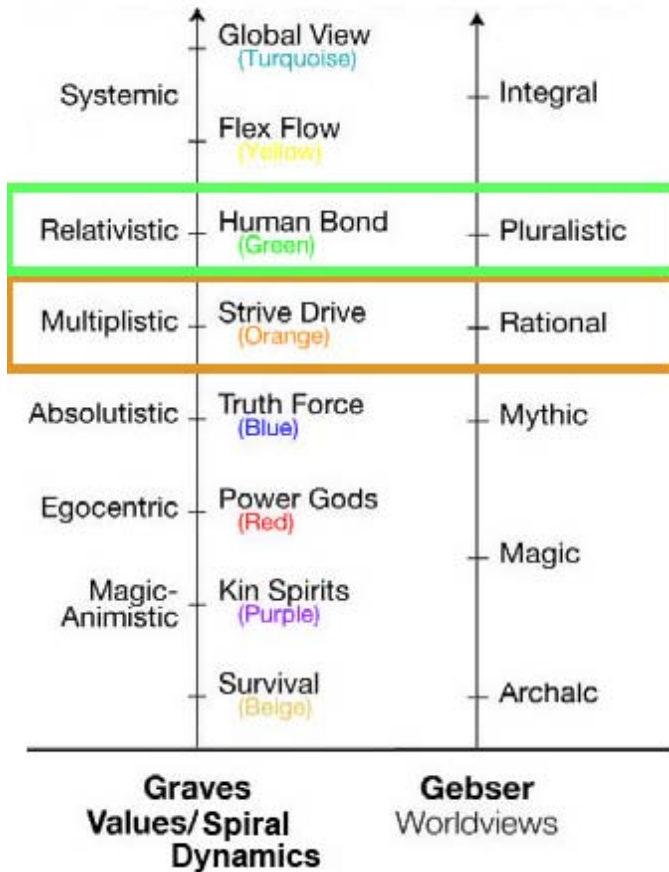 Global View
(Turquoise)
Systemic
Integral
Flex Flow
(Yellow)
Relativistic
Human Bond
(Green)
Pluralistic
Multiplistic
Strive Drive
(Orange)
Rational
Absolutistic
Truth Force
(Blue)
Mythic
Egocentric
Power Gods
(Red)
Magic
Magic-
Animistic
Kin Spirits
(Purple)
Survival
(Beige)
Archalc
Graves
Values/Spiral
Dynamics
Gebser
Worldviews